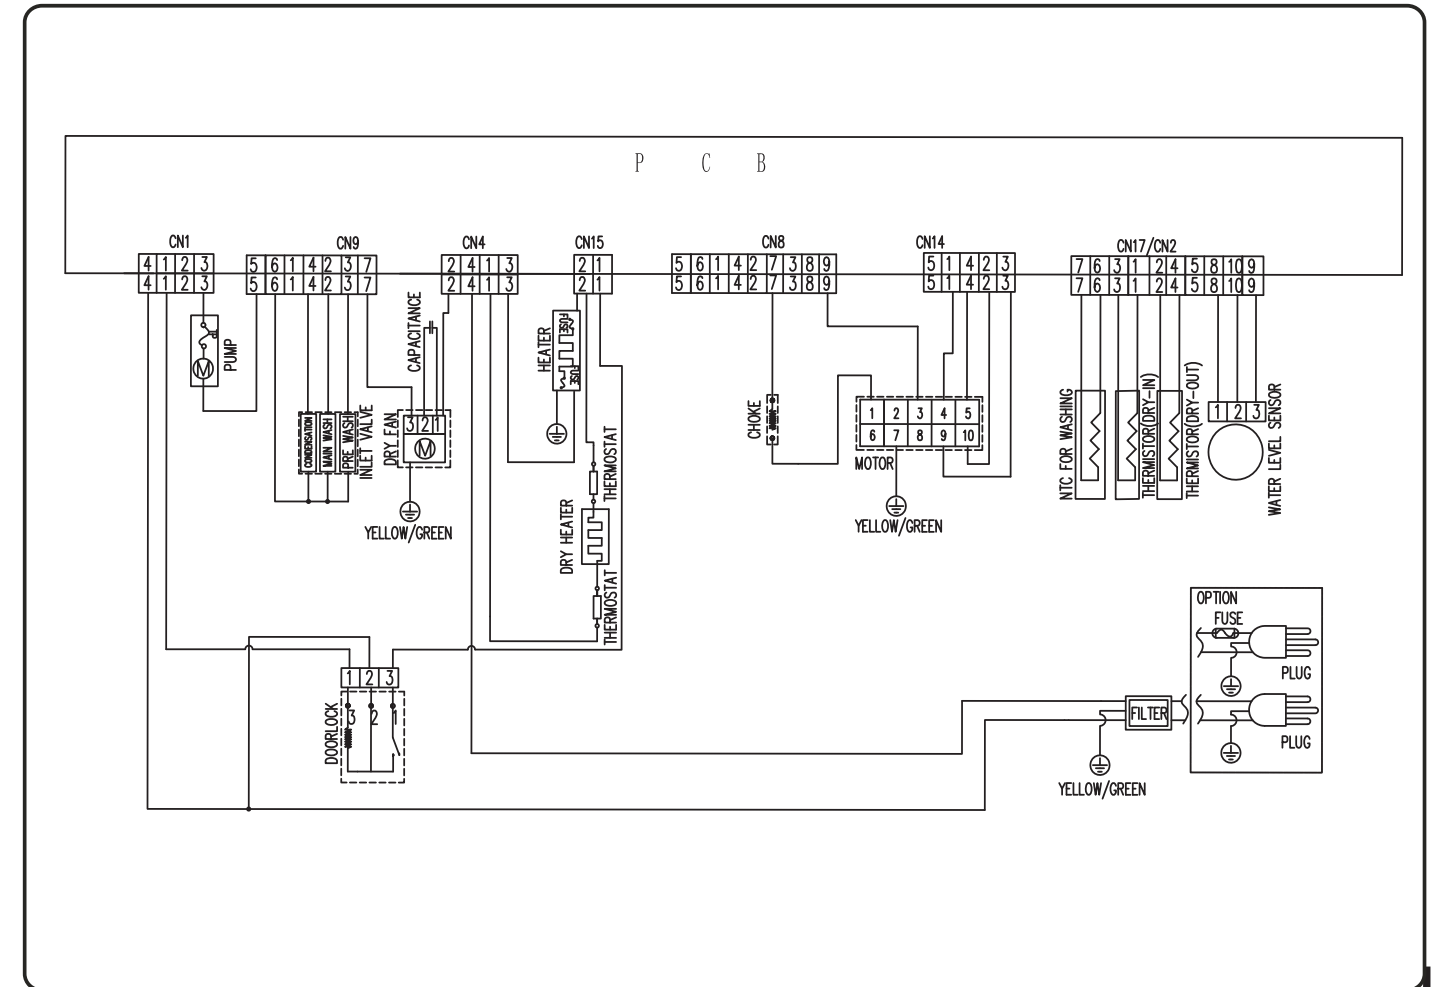 P C B
CN1
CN9
CN4
CN15
CN8
CN14
CN17/CN2
4 1 2 3
5 6 1 4 2 3 7
2 4 1 3
2 1
5 6 1 4 2 7 3 8 9
5 1 4 2 3
7 6 3 1 2 4 5 8 10 9
4 1 2 3
5 6 1 4 2 3 7
2 4 1 3
2 1
5 6 1 4 2 7 3 8 9
5 1 4 2 3
7 6 3 1 2 4 5 8 10 9
M
PUMP
CONDENSATION
MAIN WASH
PRE WASH
INLET VALVE
CAPACITANCE
DRY FAN
3 2 1
M
YELLOW/GREEN
HEATER
FUSE
FUSE
THERMOSTAT
DRY HEATER
THERMOSTAT
CHOKE
1 2 3 4 5
6 7 8 9 10
MOTOR
YELLOW/GREEN
NTC FOR WASHING
THERMISTOR(DRY-IN)
THERMISTOR(DRY-OUT)
1 2 3
WATER LEVEL SENSOR
1 2 3
3 2 1
DOORLOCK
OPTION
FUSE
PLUG
FILTER
PLUG
YELLOW/GREEN